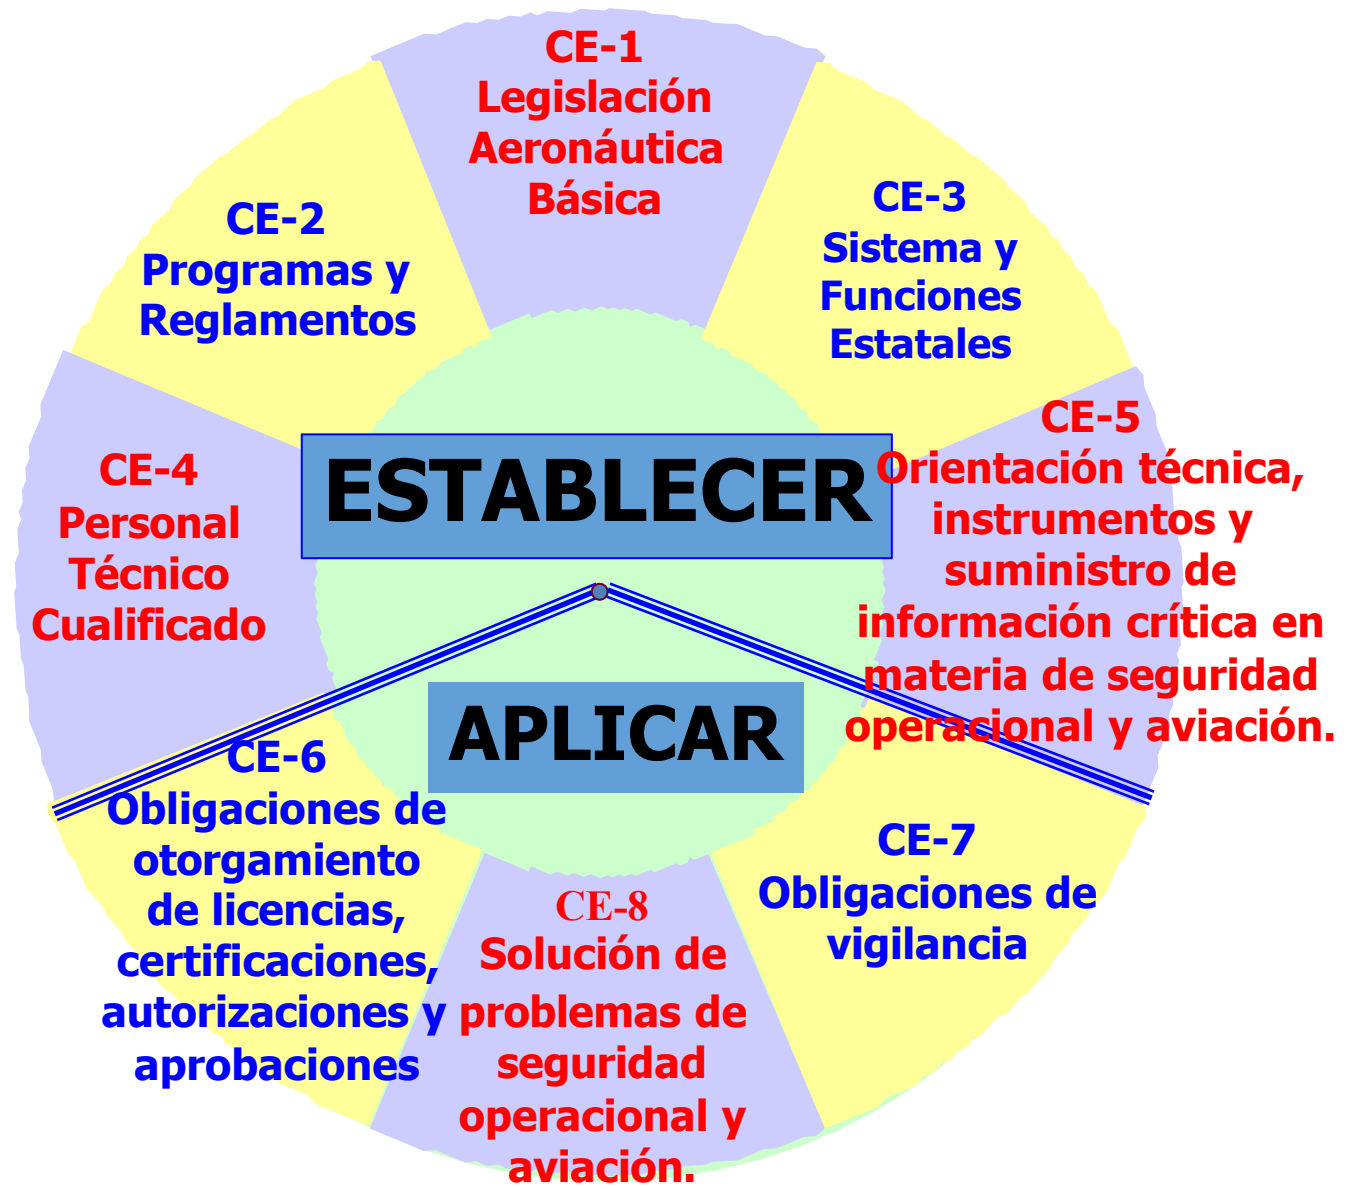 CE-1
Legislación
Aeronáutica
Básica
CE-2
Programas y
Reglamentos
CE-3
Sistema y
Funciones
Estatales
CE-4
Personal
Técnico
Cualificado
CE-5
Orientación técnica,
instrumentos y
suministro de
información crítica en
materia de seguridad
operacional y aviación.
ESTABLECER
APLICAR
CE-6
Obligaciones de
otorgamiento
de licencias,
certificaciones,
autorizaciones y
aprobaciones
CE-7
Obligaciones de
vigilancia
CE-8
Solución de
problemas de
seguridad
operacional y
aviación.